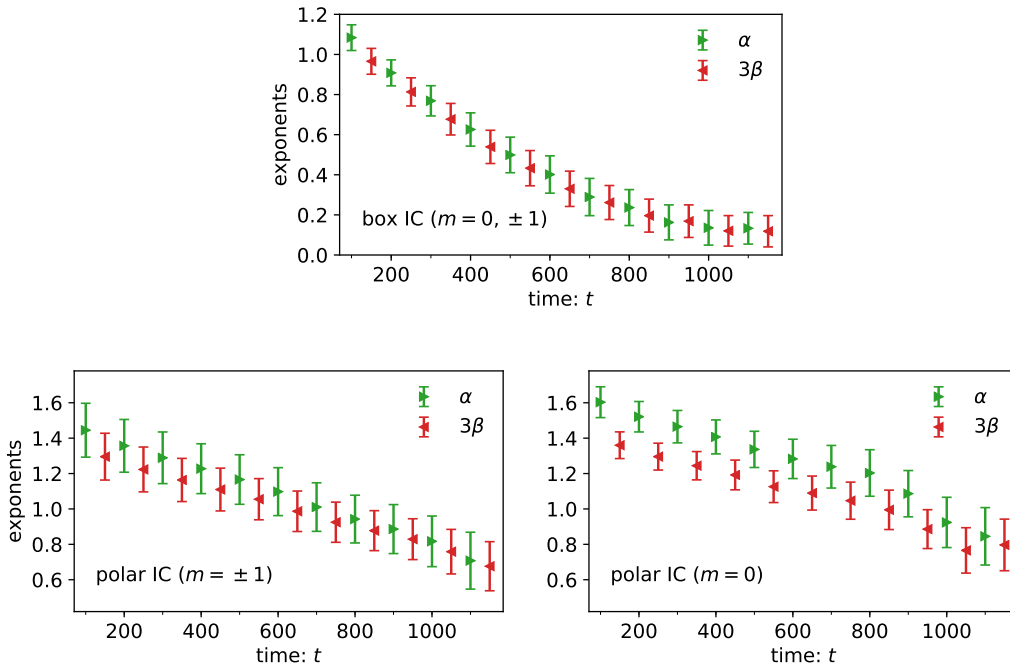 1.2
1.0
0.8
0.6
0.4
0.2
0.0
exponents
α
3β
box IC (m = 0, ±1)
200 400 600 800 1000
time: t
1.6
1.4
1.2
1.0
0.8
0.6
exponents
α
3β
polar IC (m = ±1)
200 400 600 800 1000
time: t
1.6
1.4
1.2
1.0
0.8
0.6
α
3β
polar IC (m = 0)
200 400 600 800 1000
time: t